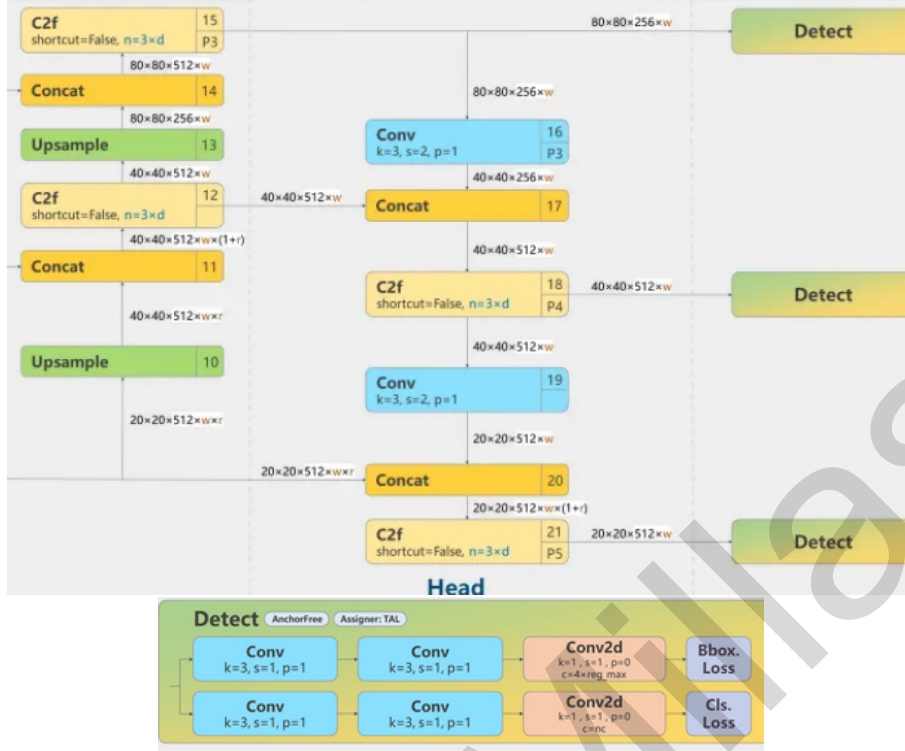 C2f 15
shortcut=False, n=3×d P3
80×80×256×w
Detect
80×80×512×w
Concat 14
80×80×256×w
80×80×256×w
Upsample 13
Conv 16
k=3, s=2, p=1 P3
40×40×512×w
40×40×256×w
C2f 12
shortcut=False, n=3×d
40×40×512×w
Concat 17
40×40×512×w×(1+r)
40×40×512×w
Concat 11
C2f 18
shortcut=False, n=3×d P4
40×40×512×w
Detect
40×40×512×w×r
40×40×512×w
Upsample 10
Conv 19
k=3, s=2, p=1
20×20×512×w×r
20×20×512×w
20×20×512×w×r
Concat 20
20×20×512×w×(1+r)
C2f 21
shortcut=False, n=3×d P5
20×20×512×w
Detect
Head
Detect AnchorFree Assigner: TAL
Conv
k=3, s=1, p=1
Conv
k=3, s=1, p=1
Conv2d
k=1, s=1, p=0
c=4×reg_max
Bbox.
Loss
Conv
k=3, s=1, p=1
Conv
k=3, s=1, p=1
Conv2d
k=1, s=1, p=0
c=nc
Cls.
Loss
Millas